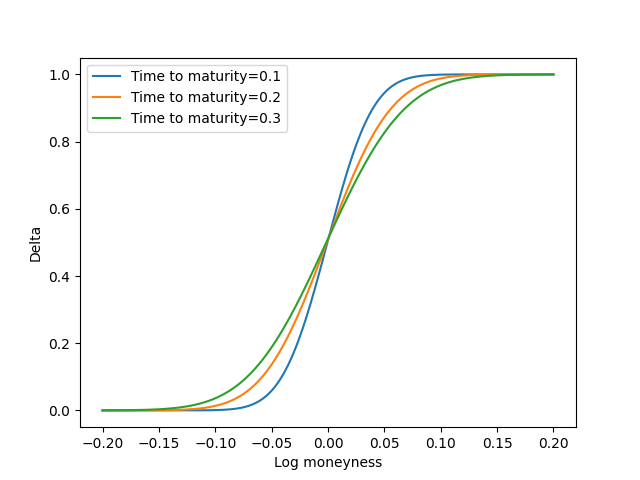 Time to maturity=0.1
Time to maturity=0.2
Time to maturity=0.3
1.0
0.8
0.6
0.4
0.2
0.0
Delta
−0.20 −0.15 −0.10 −0.05 0.00 0.05 0.10 0.15 0.20
Log moneyness